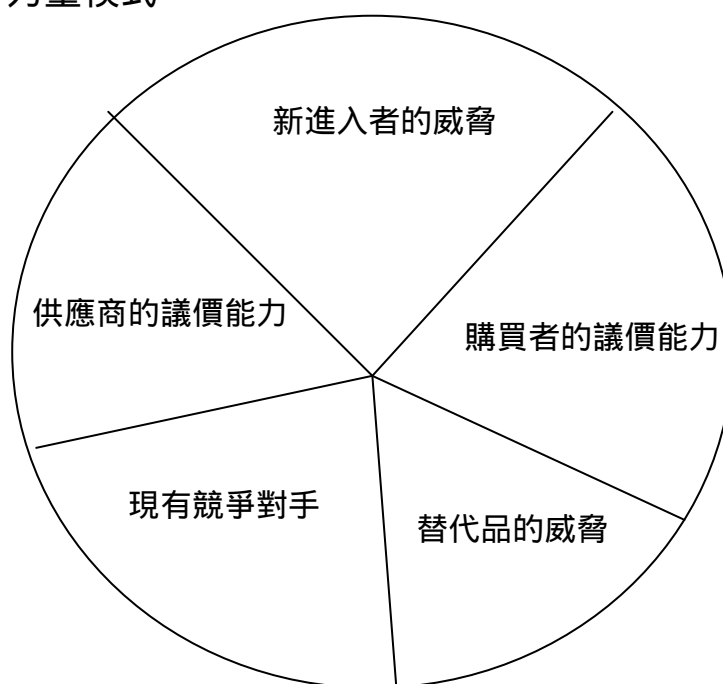 力量模式
新進入者的威脅
供應商的議價能力
購買者的議價能力
現有競爭對手
替代品的威脅